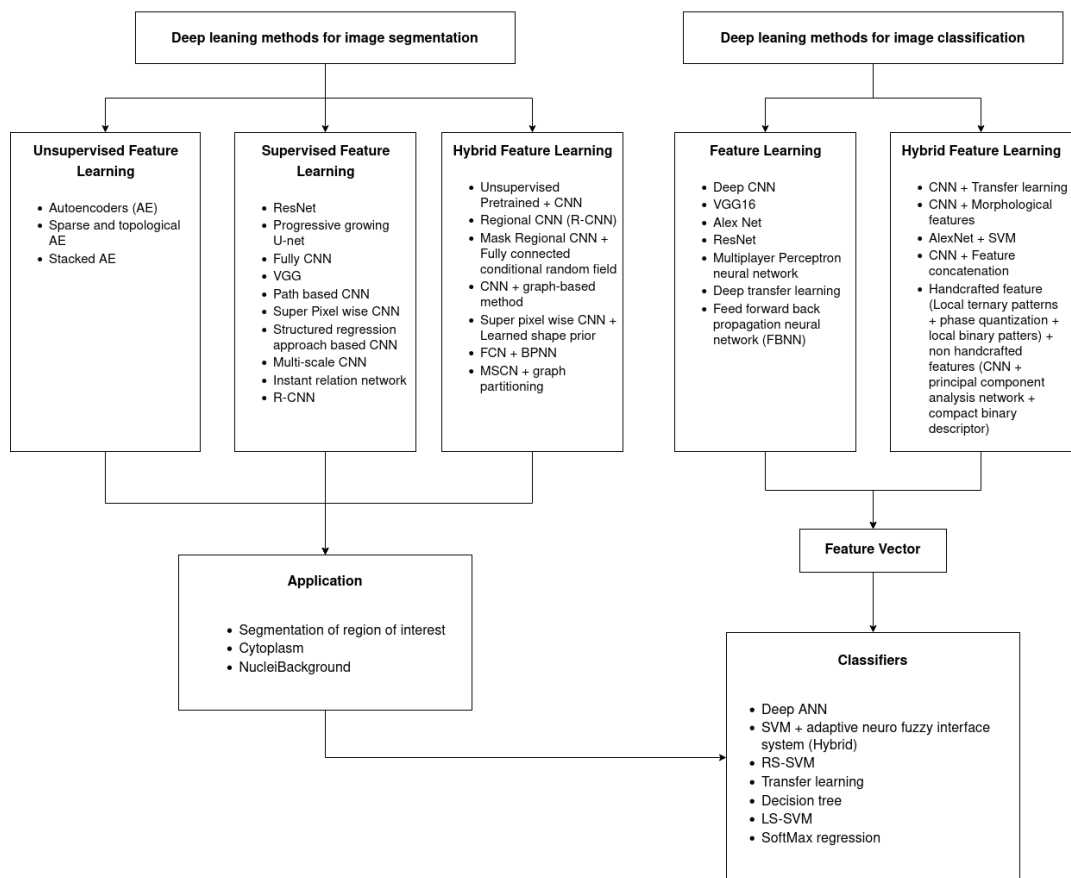 Deep leaning methods for image segmentation
Deep leaning methods for image classification
Unsupervised Feature
Learning
Autoencoders (AE)
Sparse and topological
AE
Stacked AE
Supervised Feature
Learning
ResNet
Progressive growing
U-net
Fully CNN
VGG
Path based CNN
Super Pixel wise CNN
Structured regression
approach based CNN
Multi-scale CNN
Instant relation network
R-CNN
Hybrid Feature Learning
Unsupervised
Pretrained + CNN
Regional CNN (R-CNN)
Mask Regional CNN +
Fully connected
conditional random field
CNN + graph-based
method
Super pixel wise CNN +
Learned shape prior
FCN + BPNN
MSCN + graph
partitioning
Feature Learning
Deep CNN
VGG16
Alex Net
ResNet
Multiplayer Perceptron
neural network
Deep transfer learning
Feed forward back
propagation neural
network (FBNN)
Hybrid Feature Learning
CNN + Transfer learning
CNN + Morphological
features
AlexNet + SVM
CNN + Feature
concatenation
Handcrafted feature
(Local ternary patterns
+ phase quantization +
local binary patters) +
non handcrafted
features (CNN +
principal component
analysis network +
compact binary
descriptor)
Application
Segmentation of region of interest
Cytoplasm
NucleiBackground
Feature Vector
Classifiers
Deep ANN
SVM + adaptive neuro fuzzy interface
system (Hybrid)
RS-SVM
Transfer learning
Decision tree
LS-SVM
SoftMax regression